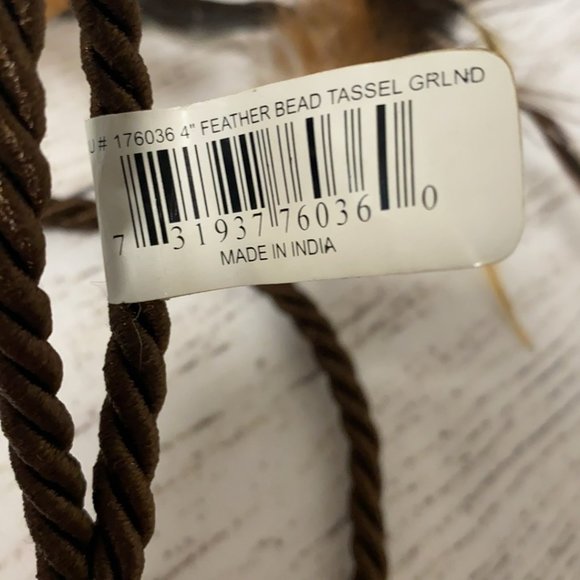 # 176036 4" FEATHER BEAD TASSEL GRLND
7 31937 76036 0
MADE IN INDIA